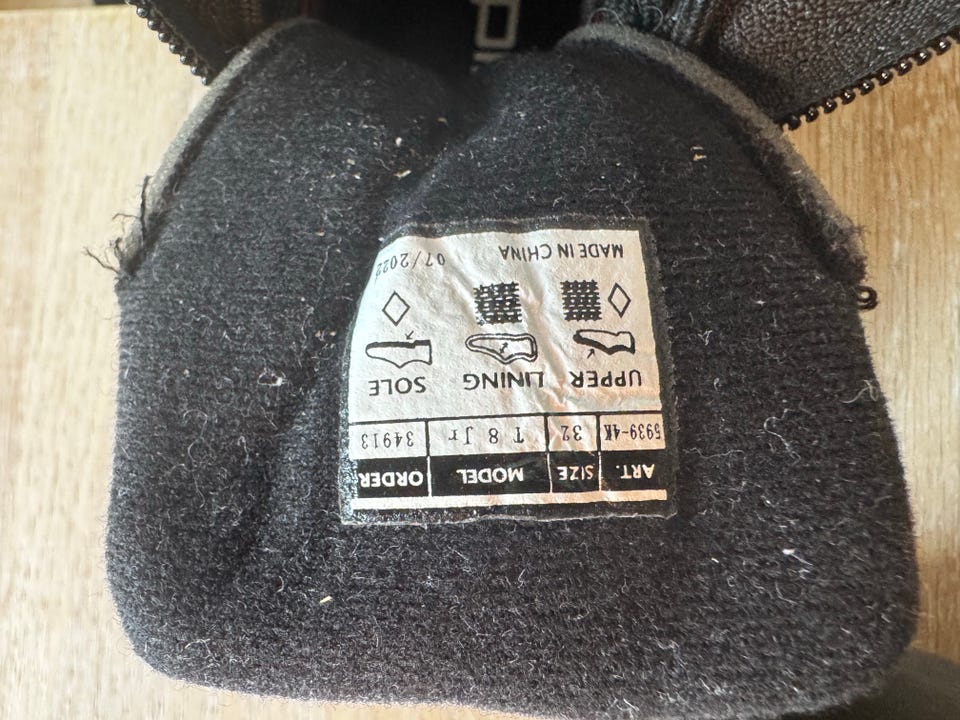 ART. SIZE MODEL ORDER
5939-4K 32 T 8 Jr 34913
UPPER LINING SOLE
MADE IN CHINA 07/2022